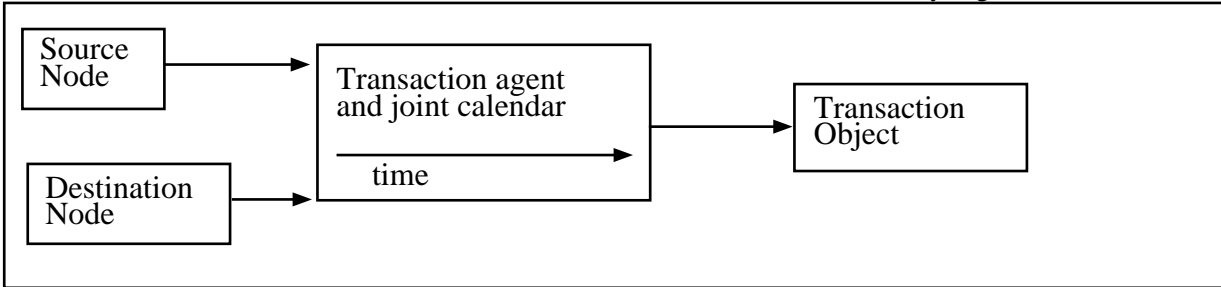 Source
Node
Transaction agent
and joint calendar
time
Transaction
Object
Destination
Node